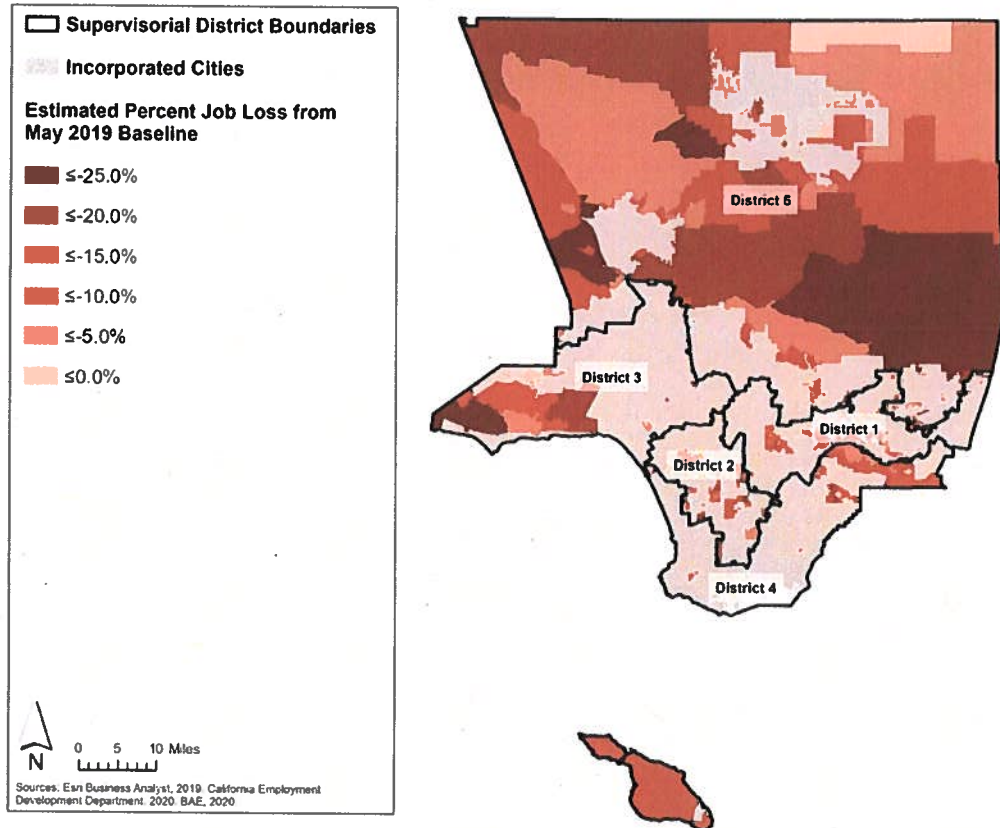 Supervisorial District Boundaries
Incorporated Cities
Estimated Percent Job Loss from
May 2019 Baseline
≤-25.0%
≤-20.0%
≤-15.0%
≤-10.0%
≤-5.0%
≤0.0%
N
0 5 10 Miles
Sources: Esri Business Analyst, 2019. California Employment
Development Department. 2020. BAE, 2020
District 5
District 3
District 1
District 2
District 4